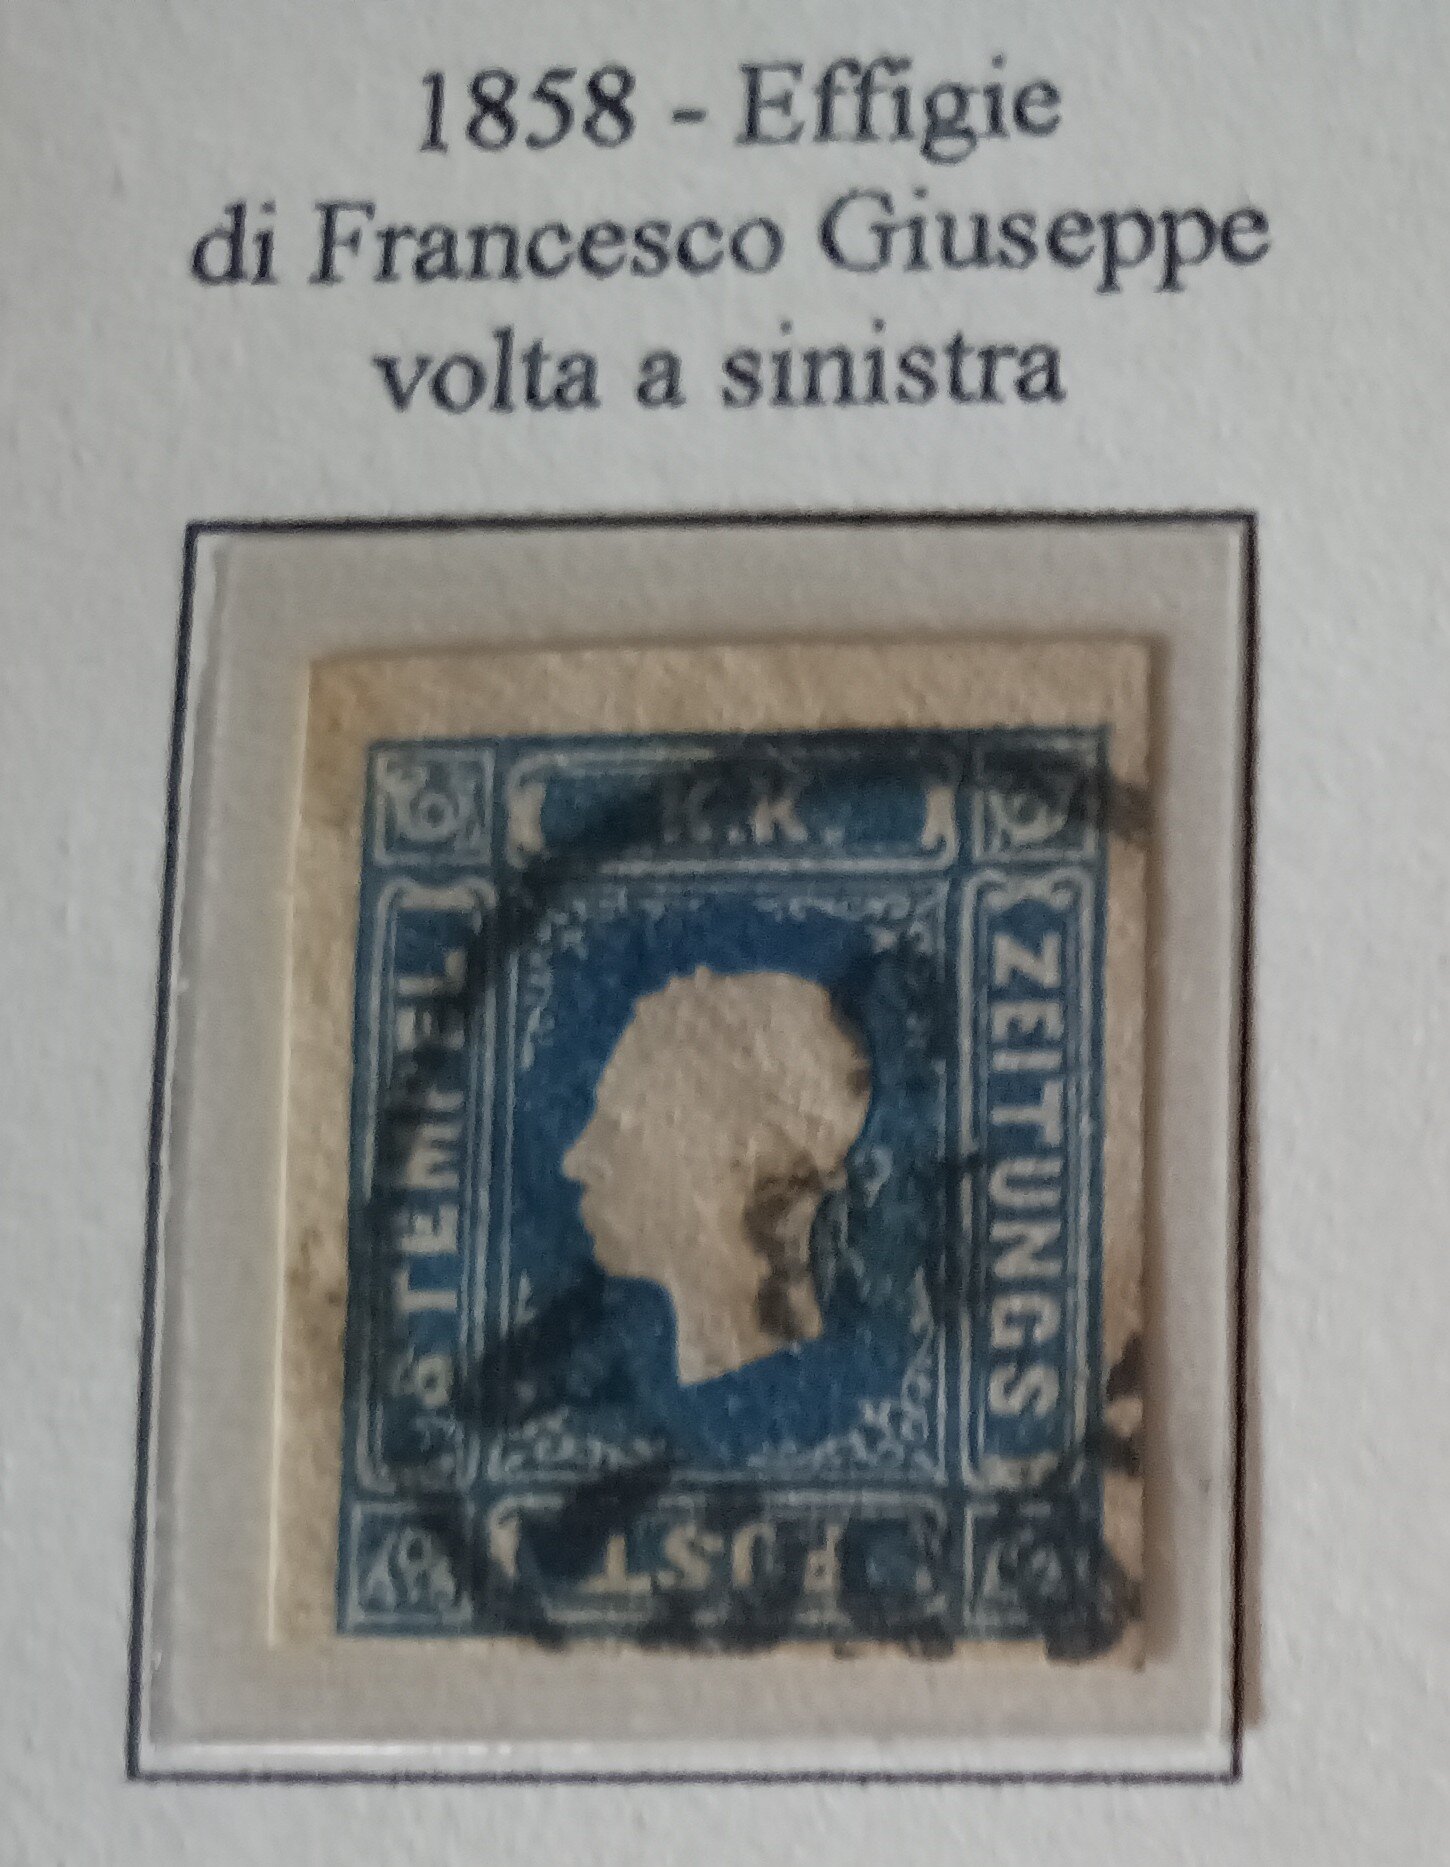 1858 - Effigie
di Francesco Giuseppe
volta a sinistra
K.K.
ZEITUNGS
POST
STEMPEL